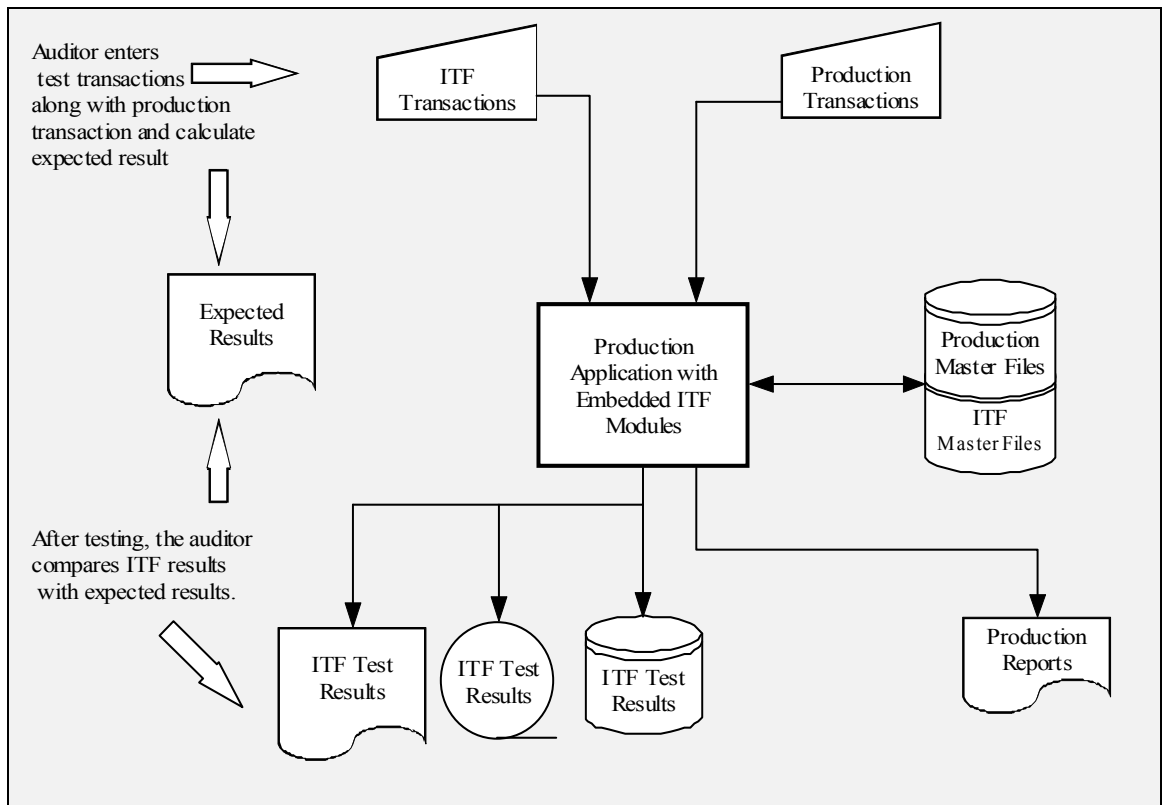 Auditor enters
test transactions
along with production
transaction and calculate
expected result
ITF
Transactions
Production
Transactions
Expected
Results
Production
Application with
Embedded ITF
Modules
Production
Master Files
ITF
Master Files
After testing, the auditor
compares ITF results
with expected results.
ITF Test
Results
ITF Test
Results
ITF Test
Results
Production
Reports